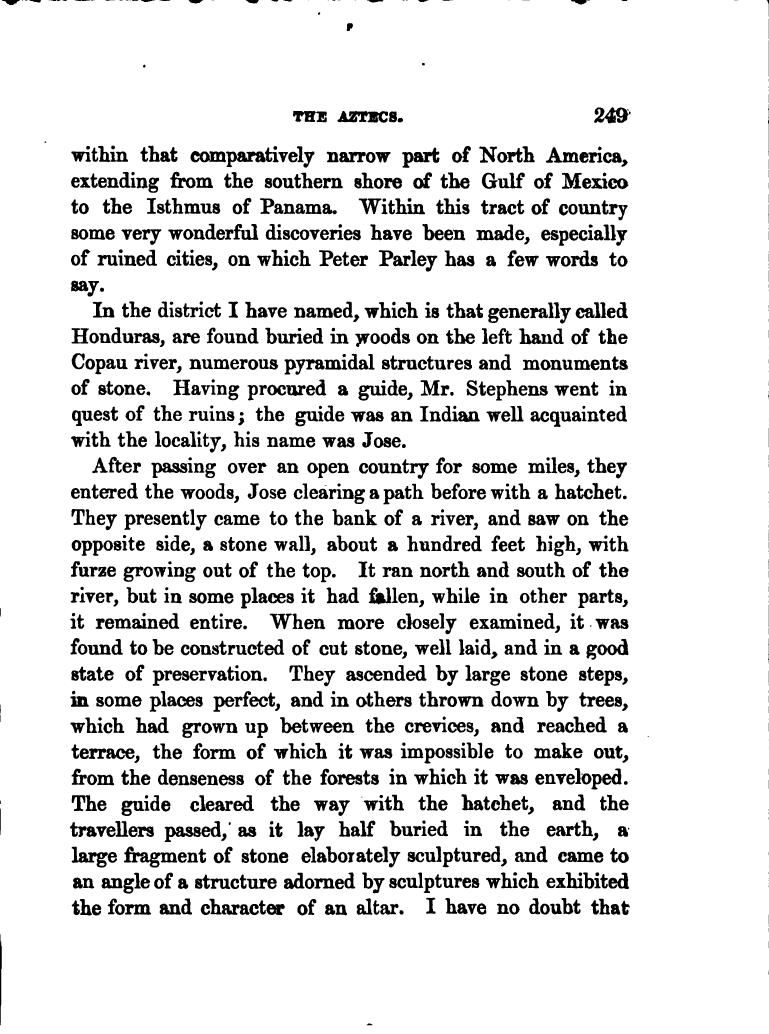 THE AZTECS. 249
within that comparatively narrow part of North America,
extending from the southern shore of the Gulf of Mexico
to the Isthmus of Panama. Within this tract of country
some very wonderful discoveries have been made, especially
of ruined cities, on which Peter Parley has a few words to
say.
In the district I have named, which is that generally called
Honduras, are found buried in woods on the left hand of the
Copau river, numerous pyramidal structures and monuments
of stone. Having procured a guide, Mr. Stephens went in
quest of the ruins; the guide was an Indian well acquainted
with the locality, his name was Jose.
After passing over an open country for some miles, they
entered the woods, Jose clearing a path before with a hatchet.
They presently came to the bank of a river, and saw on the
opposite side, a stone wall, about a hundred feet high, with
furze growing out of the top. It ran north and south of the
river, but in some places it had fallen, while in other parts,
it remained entire. When more closely examined, it was
found to be constructed of cut stone, well laid, and in a good
state of preservation. They ascended by large stone steps,
in some places perfect, and in others thrown down by trees,
which had grown up between the crevices, and reached a
terrace, the form of which it was impossible to make out,
from the denseness of the forests in which it was enveloped.
The guide cleared the way with the hatchet, and the
travellers passed, as it lay half buried in the earth, a
large fragment of stone elaborately sculptured, and came to
an angle of a structure adorned by sculptures which exhibited
the form and character of an altar. I have no doubt that